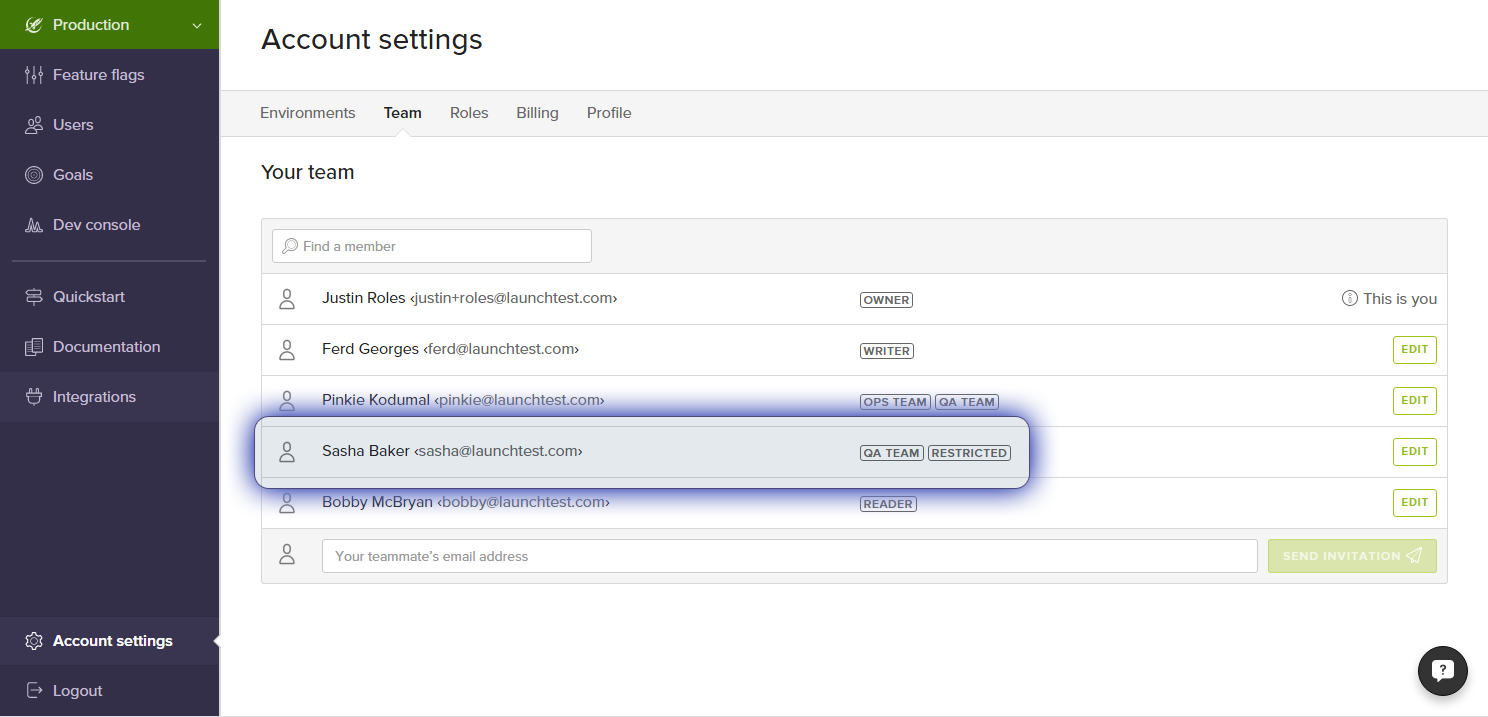 Production
Feature flags
Users
Goals
Dev console
Quickstart
Documentation
Integrations
Account settings
Logout
Account settings
Environments Team Roles Billing Profile
Your team
Find a member
Justin Roles ‹justin+roles@launchtest.com› OWNER This is you
Ferd Georges ‹ferd@launchtest.com› WRITER EDIT
Pinkie Kodumal ‹pinkie@launchtest.com› OPS TEAM QA TEAM EDIT
Sasha Baker ‹sasha@launchtest.com› QA TEAM RESTRICTED EDIT
Bobby McBryan ‹bobby@launchtest.com› READER EDIT
Your teammate's email address SEND INVITATION
?